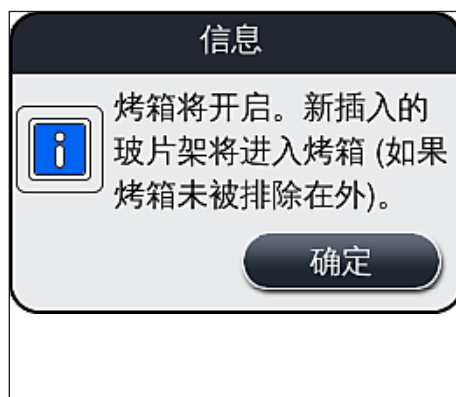 信息
烤箱将开启。新插入的
玻片架将进入烤箱 (如果
烤箱未被排除在外)。
确定